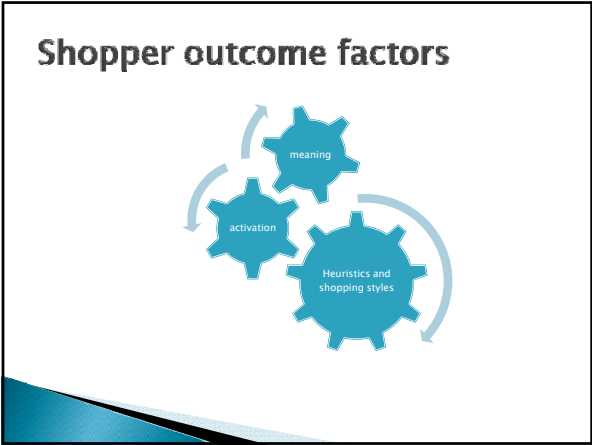 Shopper outcome factors
meaning
activation
Heuristics and
shopping styles